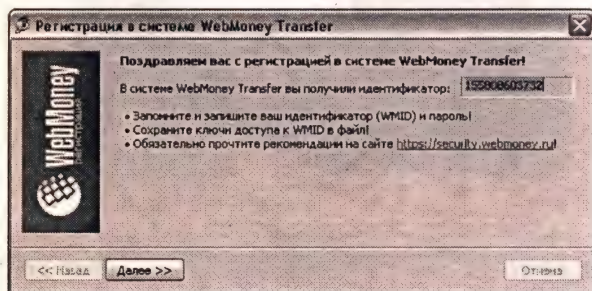 Регистрация в системе WebMoney Transfer
Поздравляем вас с регистрацией в системе WebMoney Transfer!
В системе WebMoney Transfer вы получили идентификатор: 155808603732
• Запомните и запишите ваш идентификатор (WMID) и пароль!
• Сохраните ключи доступа к WMID в файл!
• Обязательно прочтите рекомендации на сайте https://security.webmoney.ru!
WebMoney
регистрация
<< Назад
Далее >>
Отмена